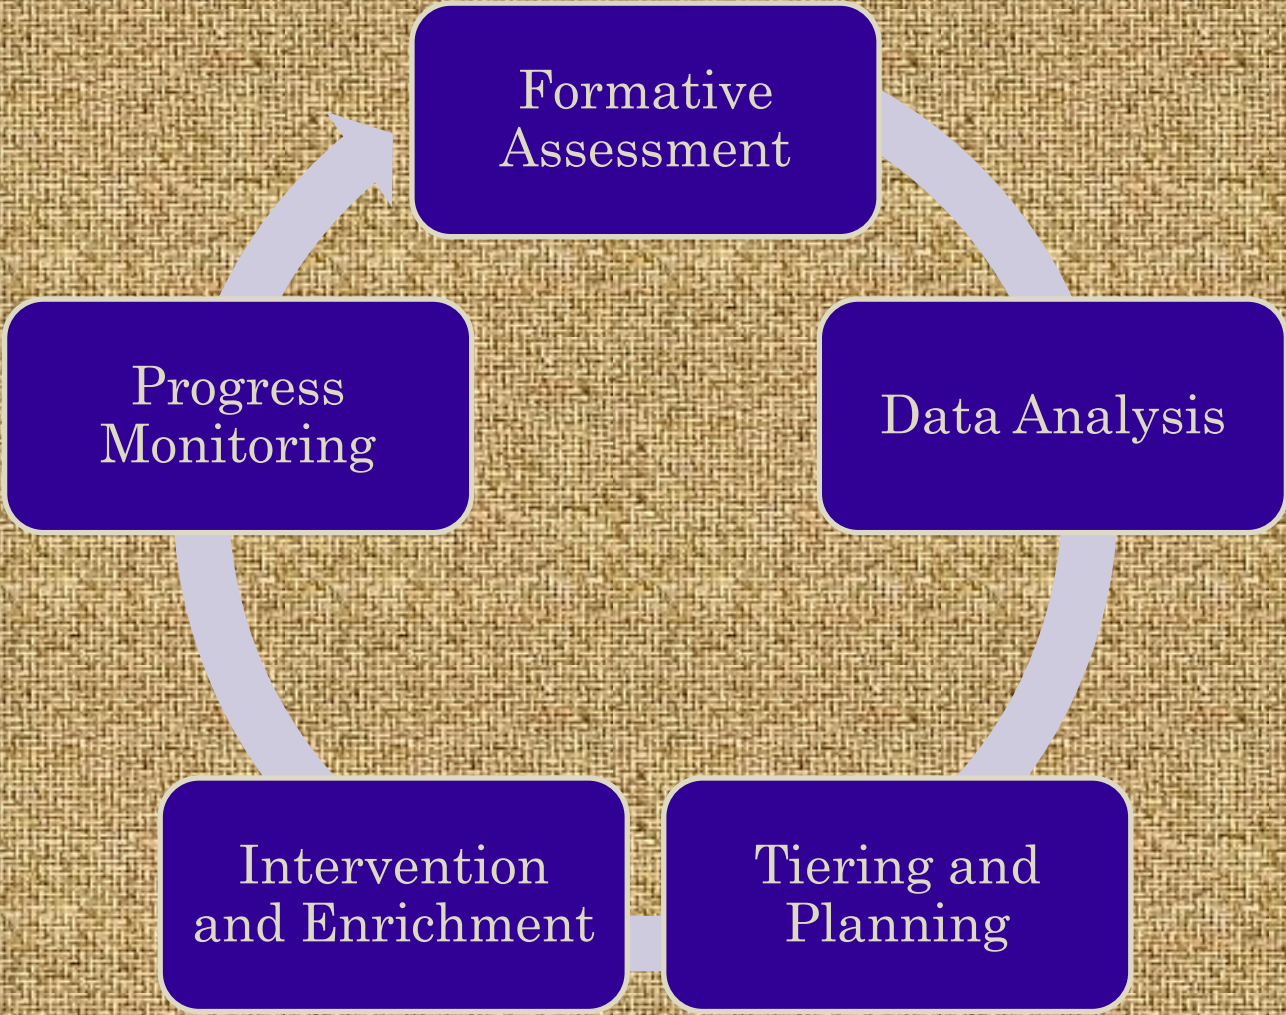 Formative
Assessment
Data Analysis
Tiering and
Planning
Intervention
and Enrichment
Progress
Monitoring